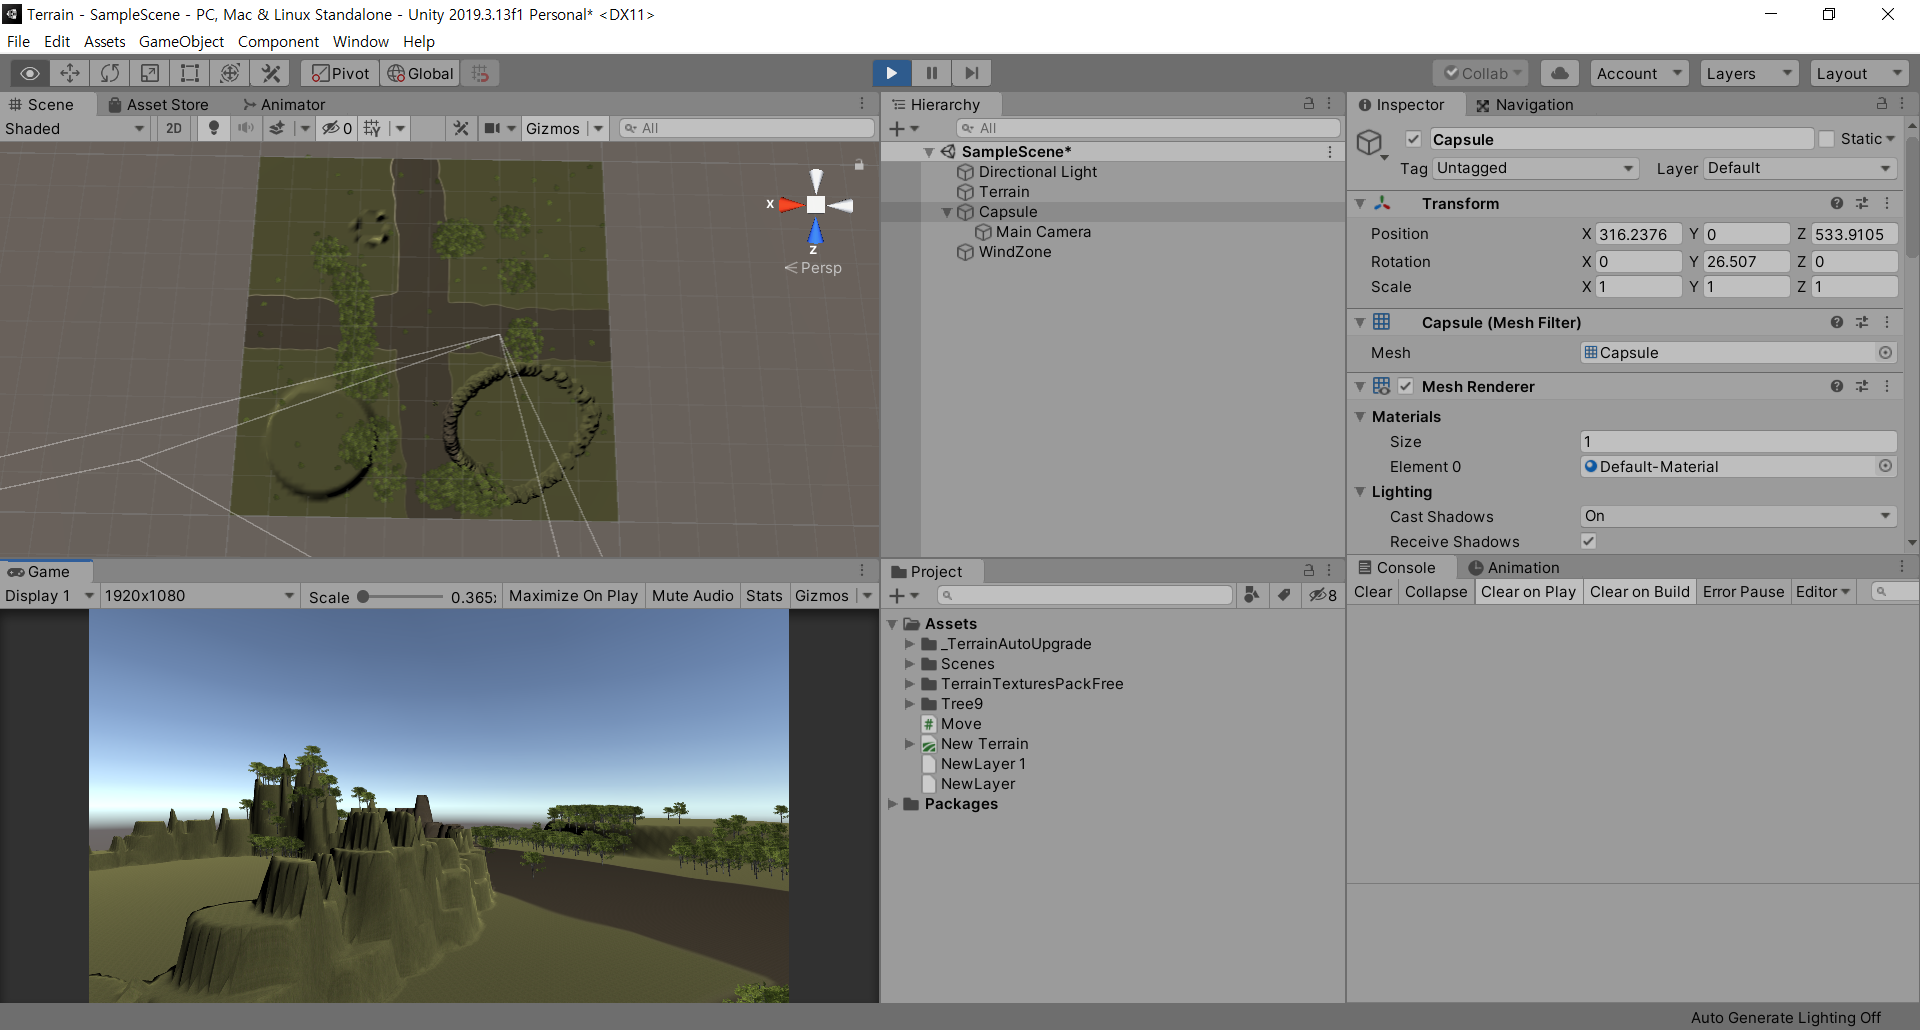 Terrain - SampleScene - PC, Mac & Linux Standalone - Unity 2019.3.13f1 Personal* <DX11>
File Edit Assets GameObject Component Window Help
Pivot Global Collab Account Layers Layout
Scene Asset Store Animator
Shaded 2D 0 Gizmos All
X
Z
Persp
Hierarchy
All
SampleScene*
Directional Light
Terrain
Capsule
Main Camera
WindZone
Inspector Navigation
Capsule Static
Tag Untagged Layer Default
Transform
Position X 316.2376 Y 0 Z 533.9105
Rotation X 0 Y 26.507 Z 0
Scale X 1 Y 1 Z 1
Capsule (Mesh Filter)
Mesh Capsule
Mesh Renderer
Materials
Size 1
Element 0 Default-Material
Lighting
Cast Shadows On
Receive Shadows
Game
Display 1 1920x1080 Scale 0.365x Maximize On Play Mute Audio Stats Gizmos
Project
8
Assets
_TerrainAutoUpgrade
Scenes
TerrainTexturesPackFree
Tree9
Move
New Terrain
NewLayer 1
NewLayer
Packages
Console Animation
Clear Collapse Clear on Play Clear on Build Error Pause Editor
Auto Generate Lighting Off